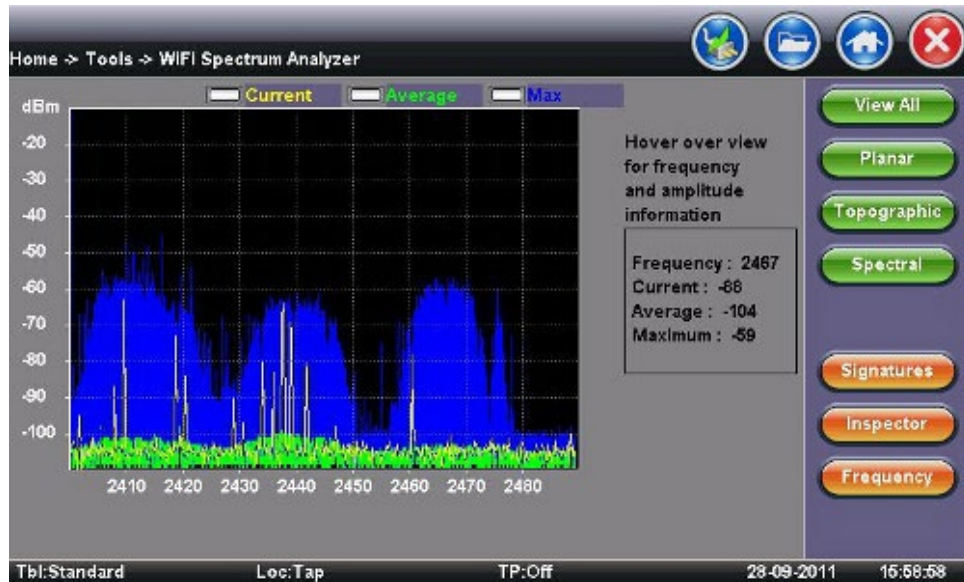 Home -> Tools -> WIFI Spectrum Analyzer
Current Average Max
dBm
-20
-30
-40
-50
-60
-70
-80
-90
-100
2410 2420 2430 2440 2450 2460 2470 2480
Hover over view
for frequency
and amplitude
information
Frequency : 2467
Current : -88
Average : -104
Maximum : -59
View All
Planar
Topographic
Spectral
Signatures
Inspector
Frequency
Tbl:Standard Loc:Tap TP:Off 28-09-2011 15:58:58